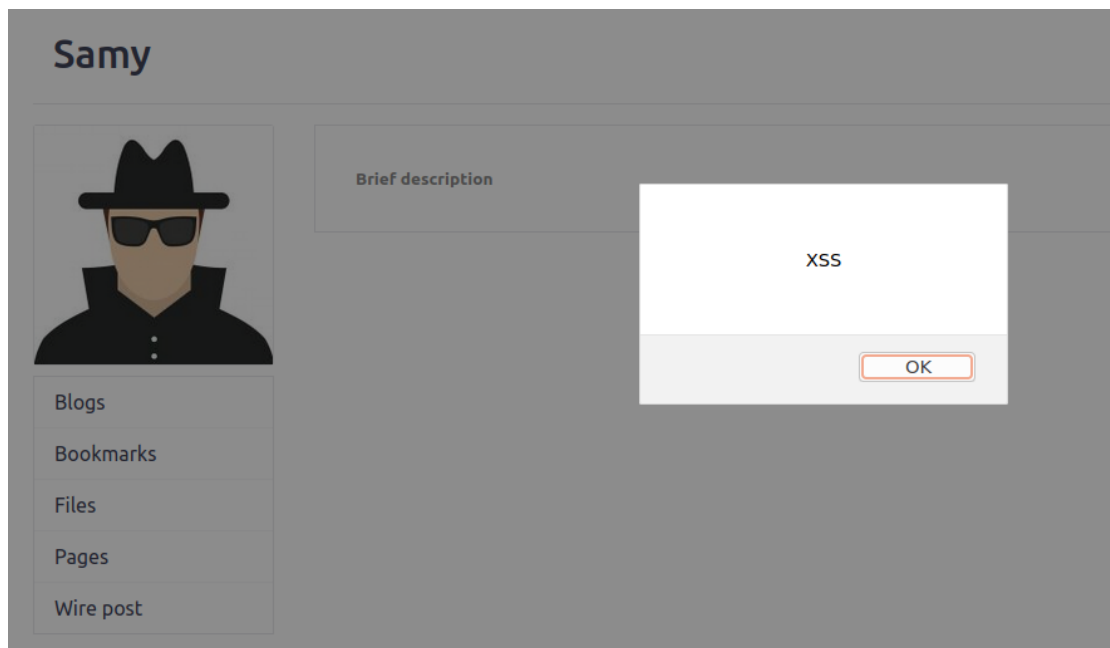 Samy
Brief description
XSS
OK
Blogs
Bookmarks
Files
Pages
Wire post